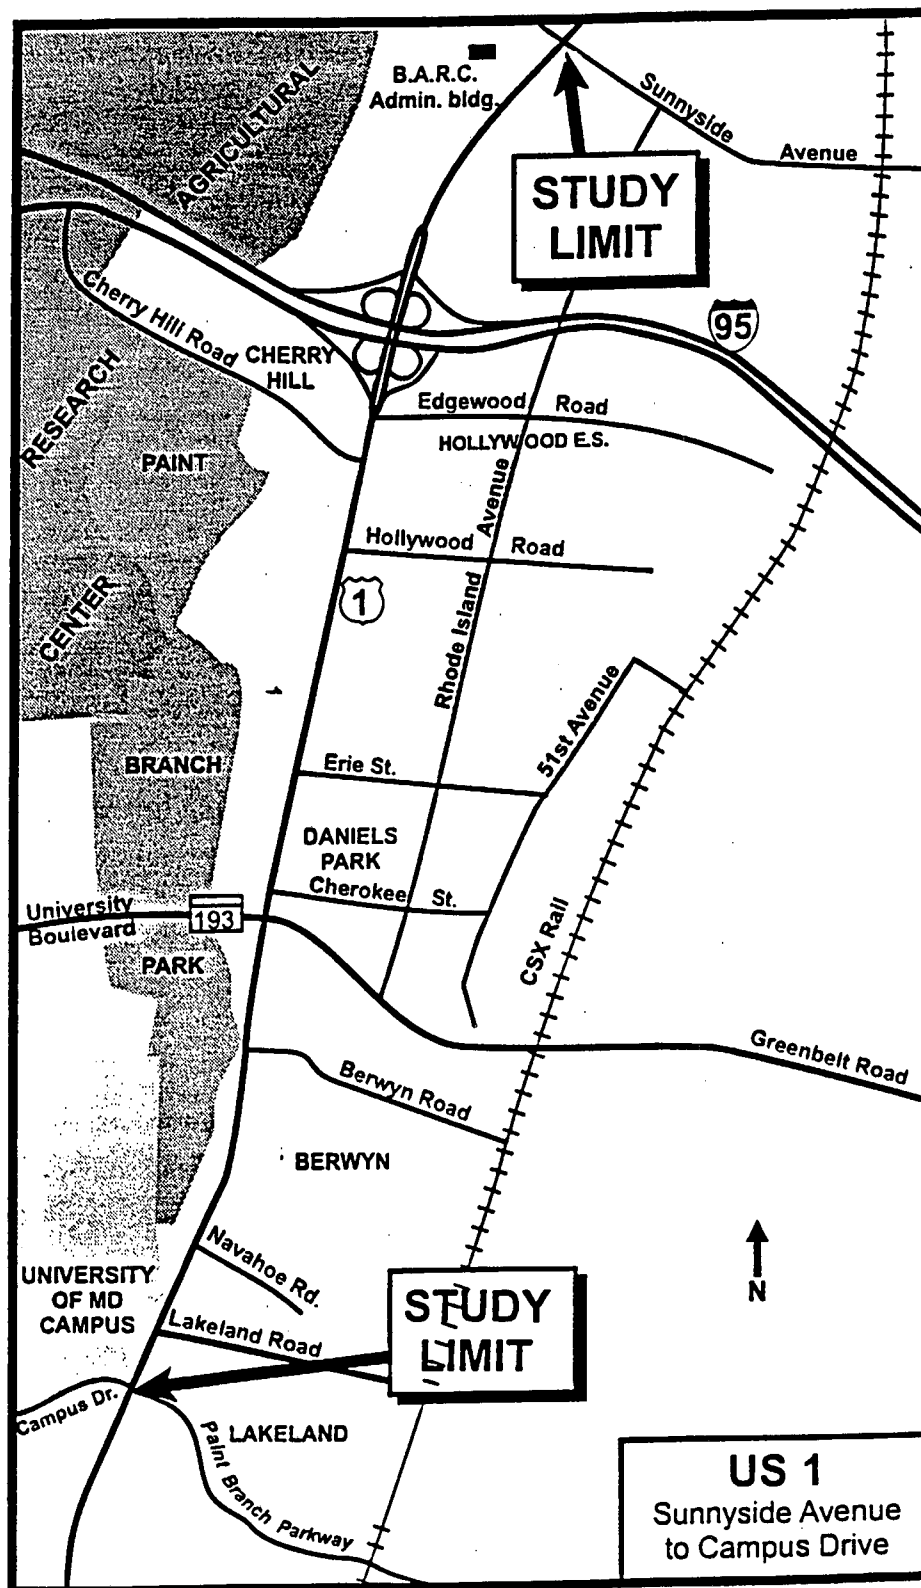 B.A.R.C.
Admin. bldg.
Sunnyside
Avenue
AGRICULTURAL
STUDY
LIMIT
95
Cherry Hill Road
CHERRY
HILL
RESEARCH
Edgewood Road
HOLLYWOOD E.S.
PAINT
Hollywood Road
Rhode Island Avenue
1
CENTER
51st Avenue
BRANCH
Erie St.
DANIELS
PARK
Cherokee St.
University
Boulevard
193
CSX Rail
PARK
Greenbelt Road
Berwyn Road
BERWYN
Navahoe Rd.
N
UNIVERSITY
OF MD
CAMPUS
STUDY
LIMIT
Lakeland Road
Campus Dr.
LAKELAND
Paint Branch Parkway
US 1
Sunnyside Avenue
to Campus Drive